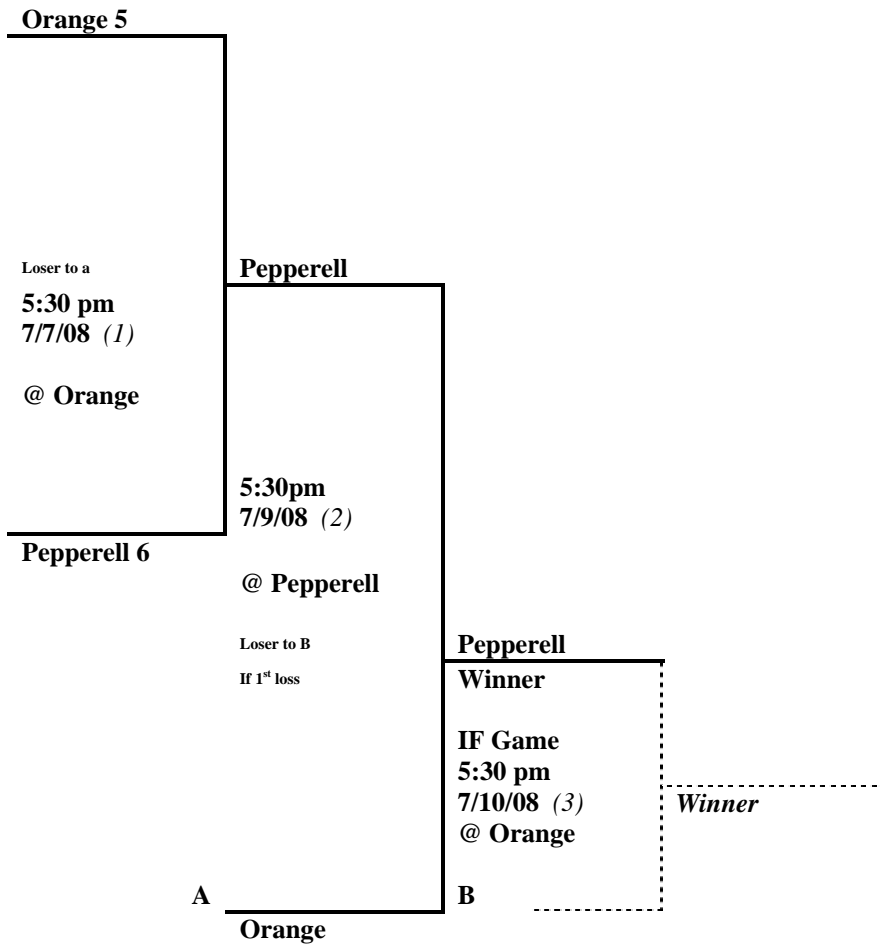 Orange 5
Loser to a
5:30 pm
7/7/08 (1)
@ Orange
Pepperell 6
Pepperell
5:30pm
7/9/08 (2)
@ Pepperell
Loser to B
If 1st loss
A
Orange
Pepperell
Winner
IF Game
5:30 pm
7/10/08 (3)
@ Orange
B
Winner